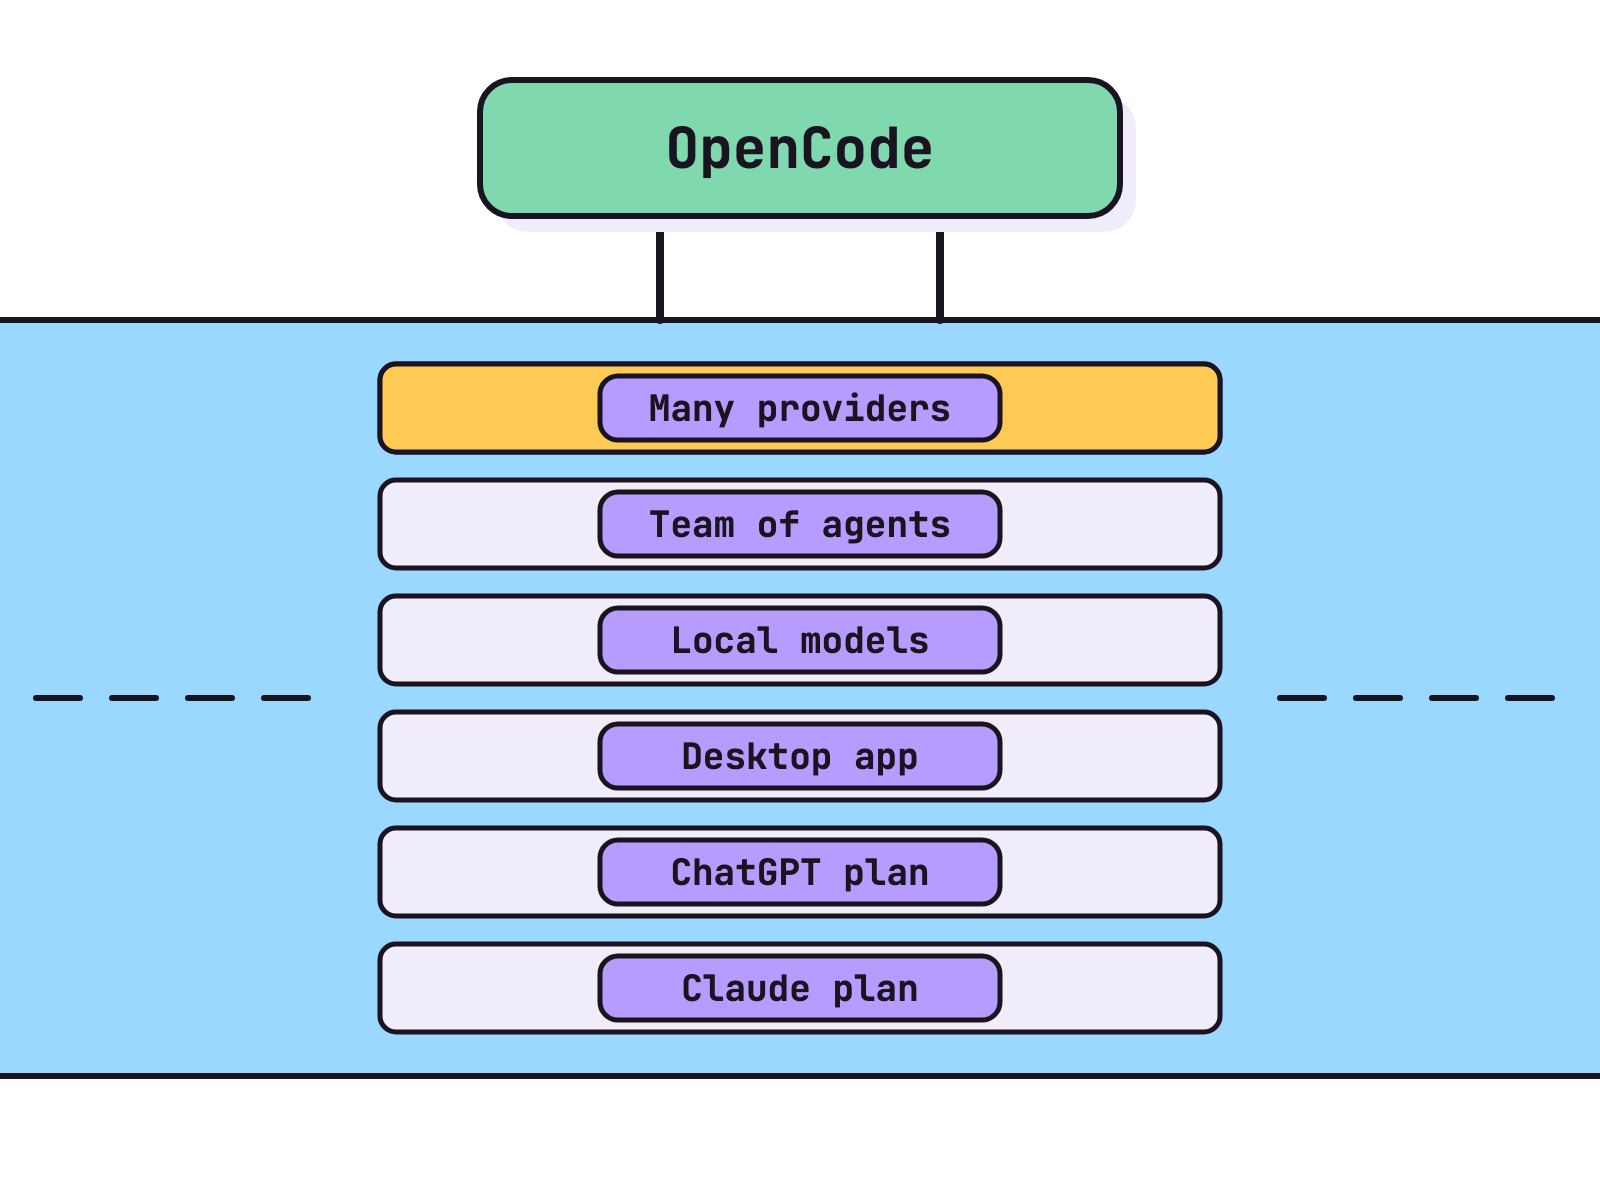 OpenCode
Many providers
Team of agents
Local models
Desktop app
ChatGPT plan
Claude plan